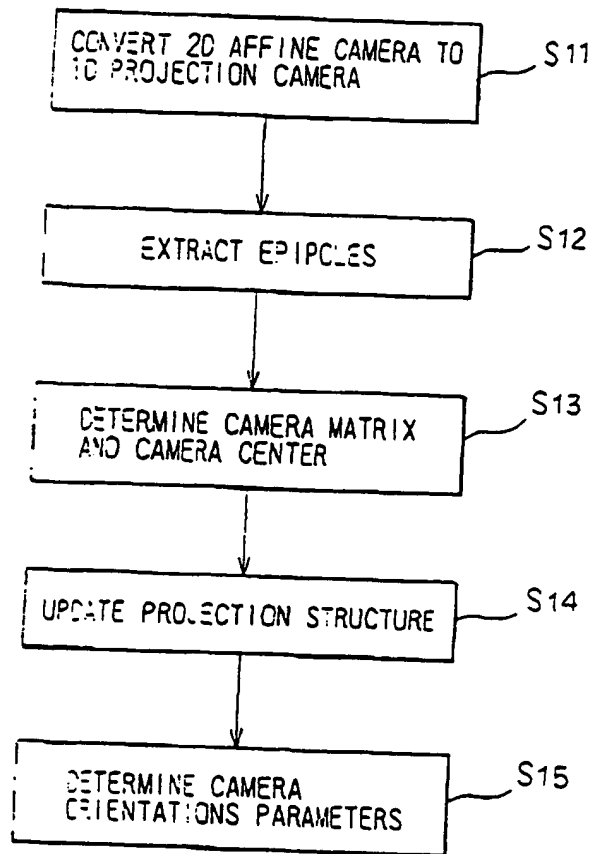 CONVERT 2D AFFINE CAMERA TO
1D PROJECTION CAMERA
S11
EXTRACT EPIPOLES
S12
DETERMINE CAMERA MATRIX
AND CAMERA CENTER
S13
UPDATE PROJECTION STRUCTURE
S14
DETERMINE CAMERA
ORIENTATIONS PARAMETERS
S15